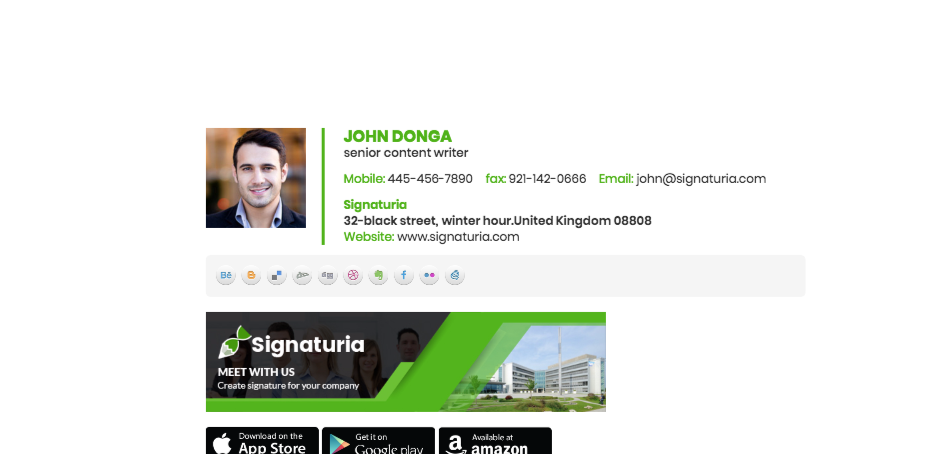 JOHN DONGA
senior content writer
Mobile: 445-456-7890 fax: 921-142-0666 Email: john@signaturia.com
Signaturia
32-black street, winter hour.United Kingdom 08808
Website: www.signaturia.com
Bē
Signaturia
MEET WITH US
Create signature for your company
Download on the
App Store
Get it on
Google play
Available at
amazon